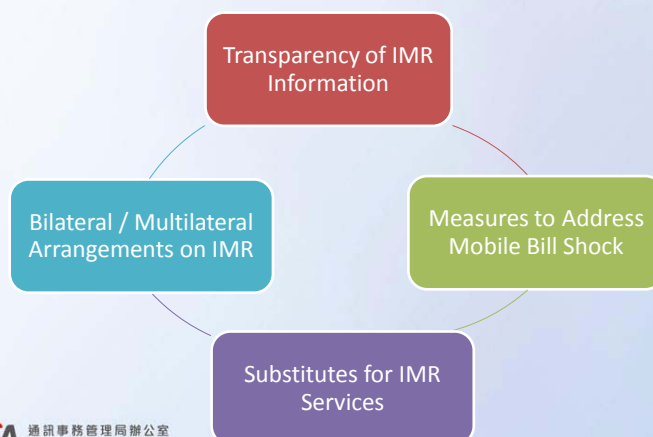 Transparency of IMR
Information
Bilateral / Multilateral
Arrangements on IMR
Measures to Address
Mobile Bill Shock
Substitutes for IMR
Services
通訊事務管理局辦公室